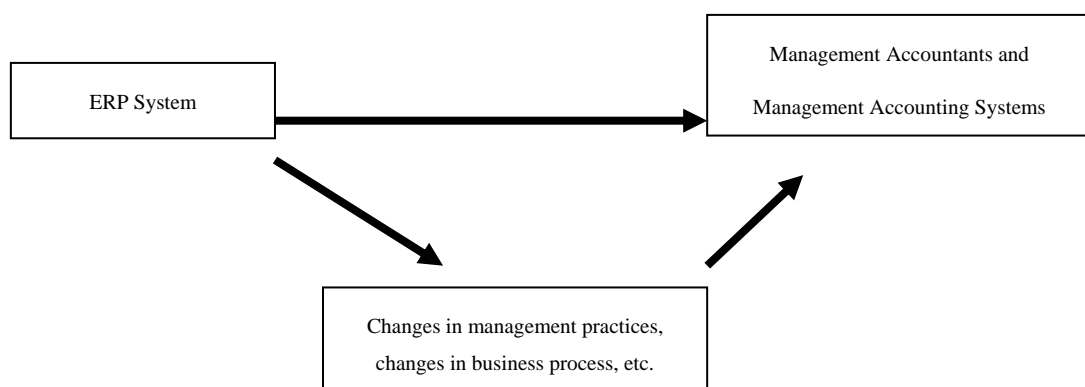 ERP System
Management Accountants and
Management Accounting Systems
Changes in management practices,
changes in business process, etc.